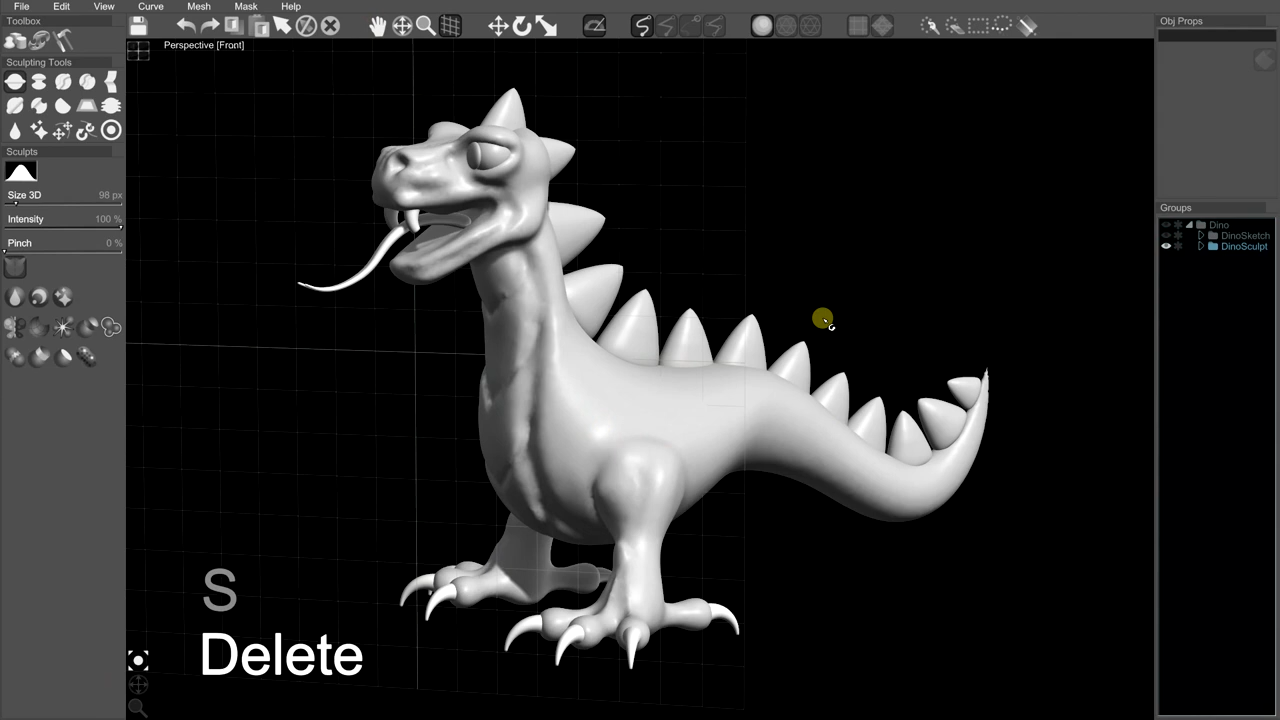 File Edit View Curve Mesh Mask Help
Toolbox
Perspective [Front]
Obj Props
Sculpting Tools
Sculpts
Size 3D 98 px
Intensity 100 %
Pinch 0 %
Groups
Dino
DinoSketch
DinoSculpt
S
Delete